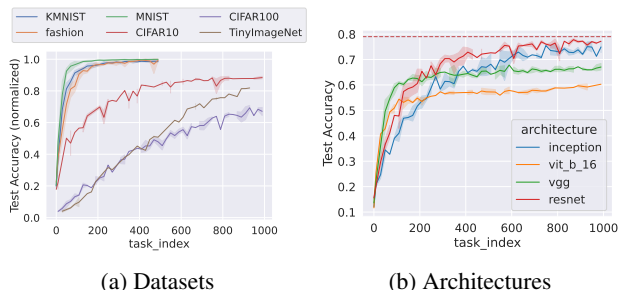 KMNIST MNIST CIFAR100
fashion CIFAR10 TinyImageNet
Test Accuracy (normalized)
1.0
0.8
0.6
0.4
0.2
0.0
0 200 400 600 800 1000
task_index
(a) Datasets
Test Accuracy
0.8
0.7
0.6
0.5
0.4
0.3
0.2
0.1
architecture
inception
vit_b_16
vgg
resnet
0 200 400 600 800 1000
task_index
(b) Architectures